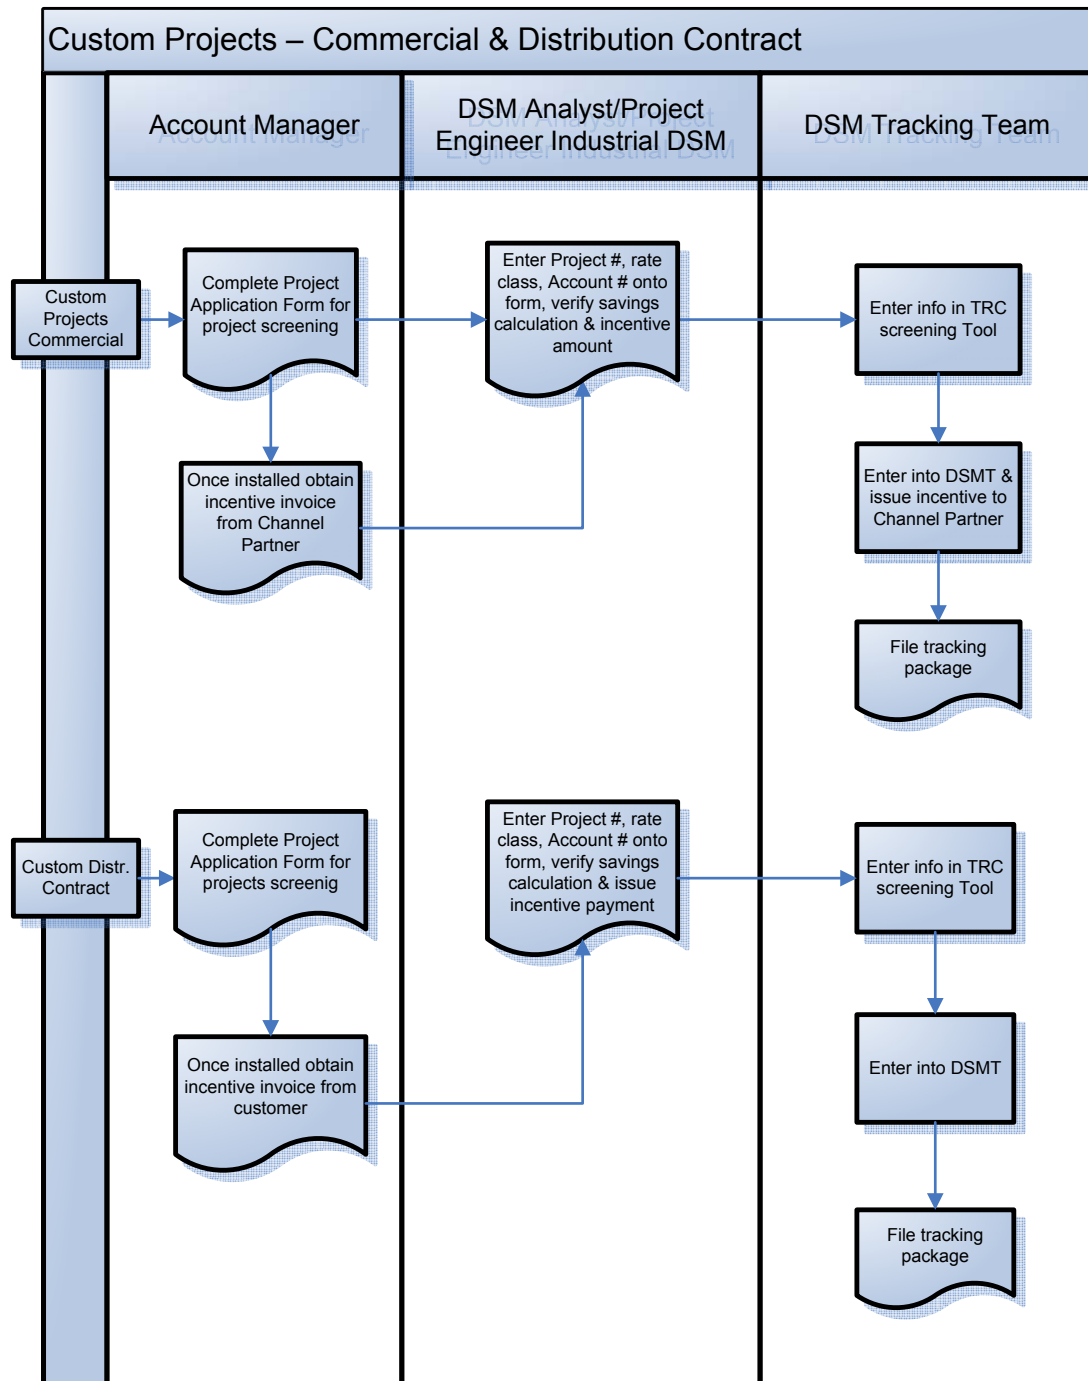 Custom Projects – Commercial & Distribution Contract
Account Manager
DSM Analyst/Project
Engineer Industrial DSM
DSM Tracking Team
Custom
Projects
Commercial
Complete Project
Application Form for
project screening
Enter Project #, rate
class, Account # onto
form, verify savings
calculation & incentive
amount
Enter info in TRC
screening Tool
Once installed obtain
incentive invoice
from Channel
Partner
Enter into DSMT &
issue incentive to
Channel Partner
File tracking
package
Custom Distr.
Contract
Complete Project
Application Form for
projects screenig
Enter Project #, rate
class, Account # onto
form, verify savings
calculation & issue
incentive payment
Enter info in TRC
screening Tool
Once installed obtain
incentive invoice from
customer
Enter into DSMT
File tracking
package